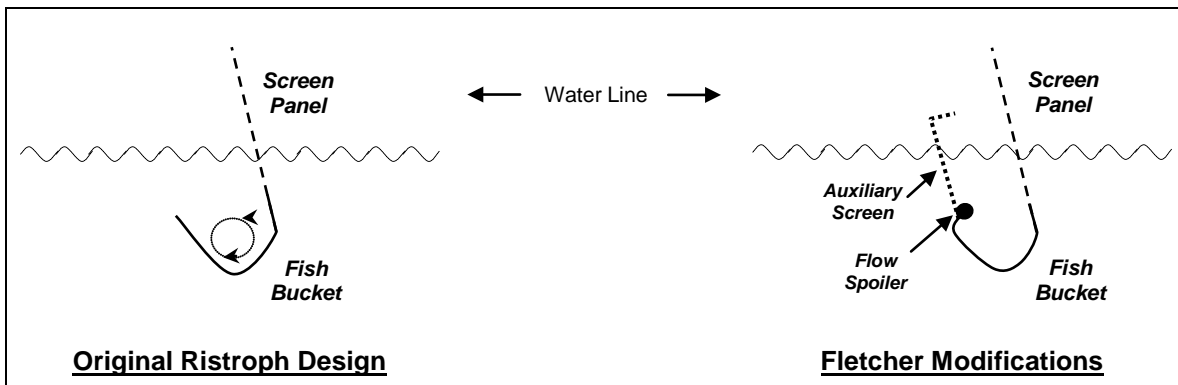 Screen
Panel
Fish
Bucket
Original Ristroph Design
Water Line
Screen
Panel
Auxiliary
Screen
Flow
Spoiler
Fish
Bucket
Fletcher Modifications